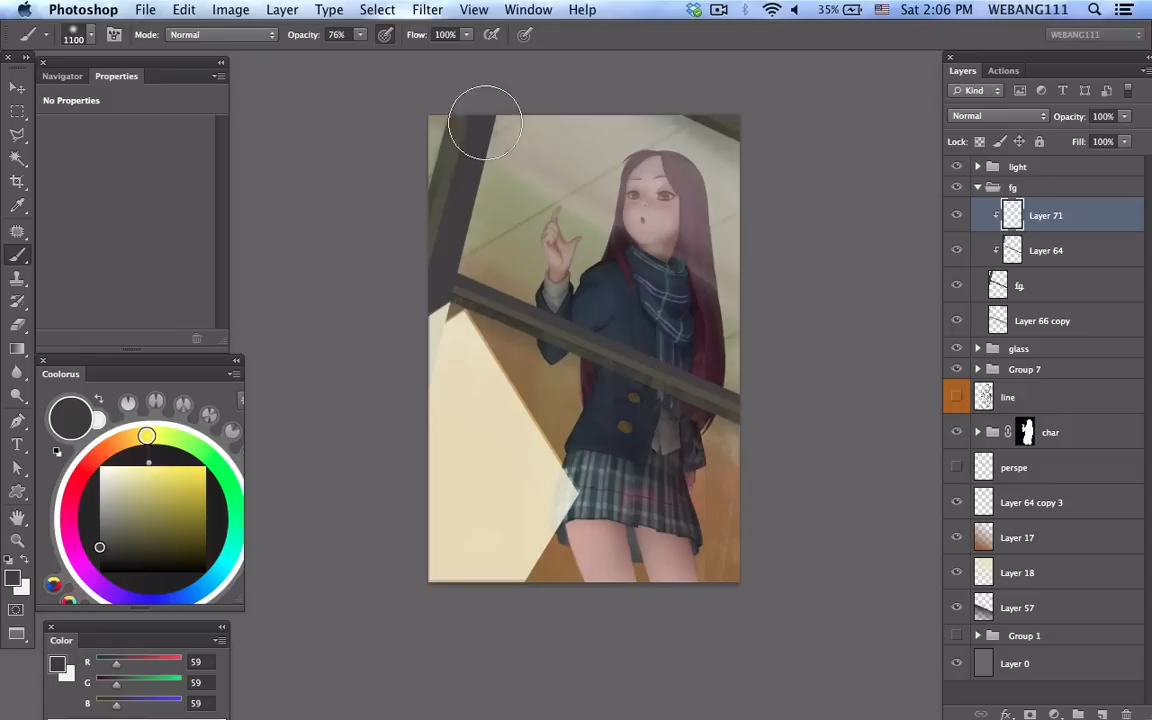 Photoshop File Edit Image Layer Type Select Filter View Window Help 35% Sat 2:06 PM WEBANG111
1100 Mode: Normal Opacity: 76% Flow: 100% WEBANG111
Navigator Properties
No Properties
Coolorus
Color
R 59
G 59
B 59
Layers Actions
Kind
Normal Opacity: 100%
Lock: Fill: 100%
light
fg
Layer 71
Layer 64
fg
Layer 66 copy
glass
Group 7
line
char
perspe
Layer 64 copy 3
Layer 17
Layer 18
Layer 57
Group 1
Layer 0
fx